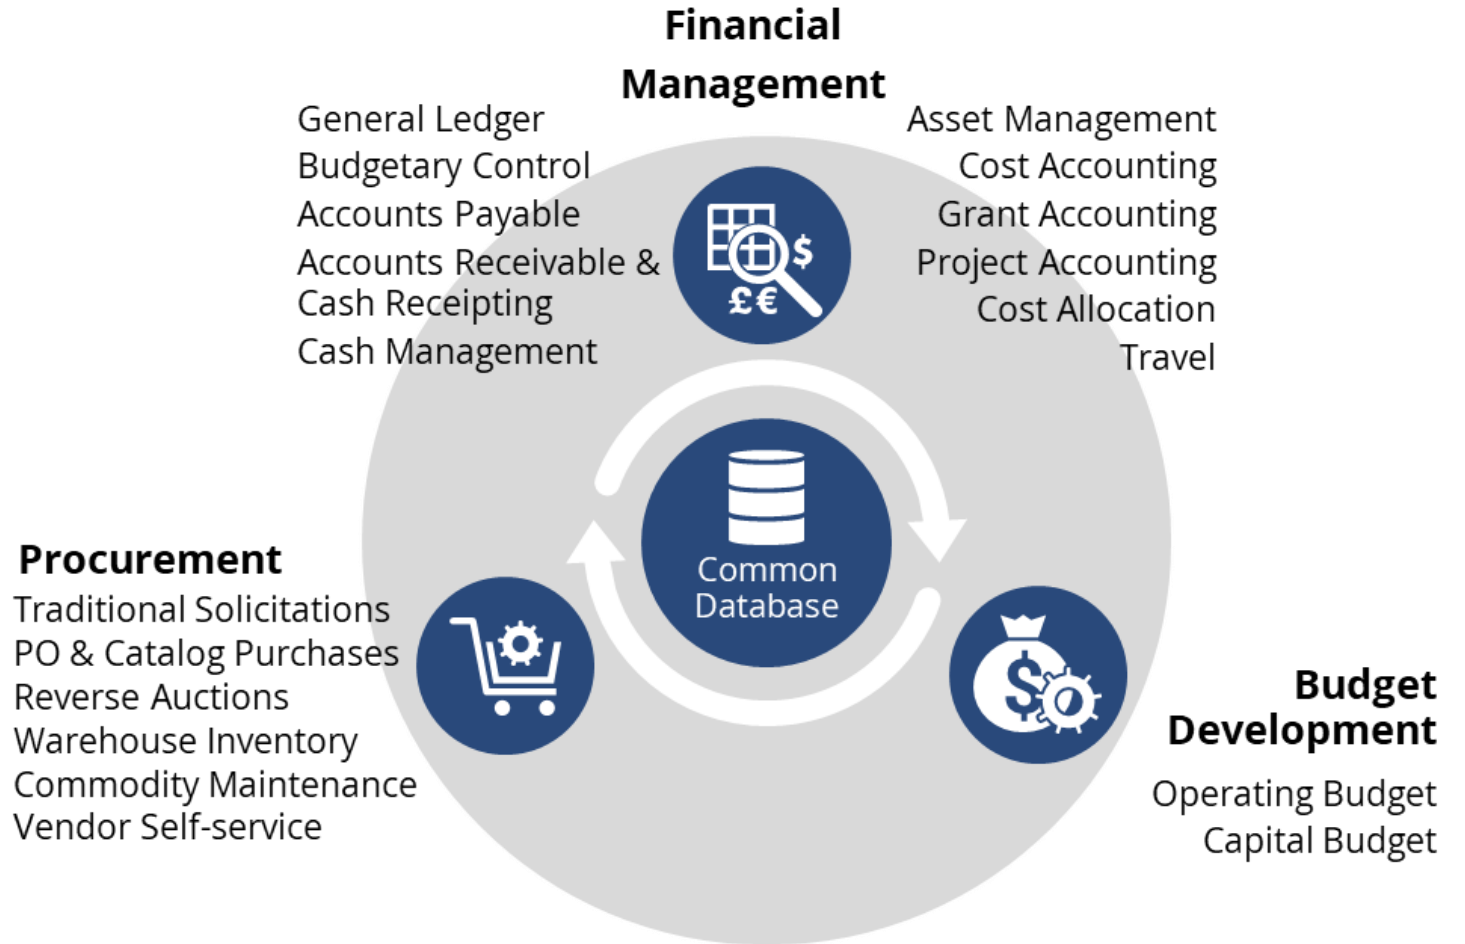 Financial
Management
General Ledger
Budgetary Control
Accounts Payable
Accounts Receivable &
Cash Receipting
Cash Management
Asset Management
Cost Accounting
Grant Accounting
Project Accounting
Cost Allocation
Travel
$
£€
Common
Database
Procurement
Traditional Solicitations
PO & Catalog Purchases
Reverse Auctions
Warehouse Inventory
Commodity Maintenance
Vendor Self-service
$
Budget
Development
Operating Budget
Capital Budget